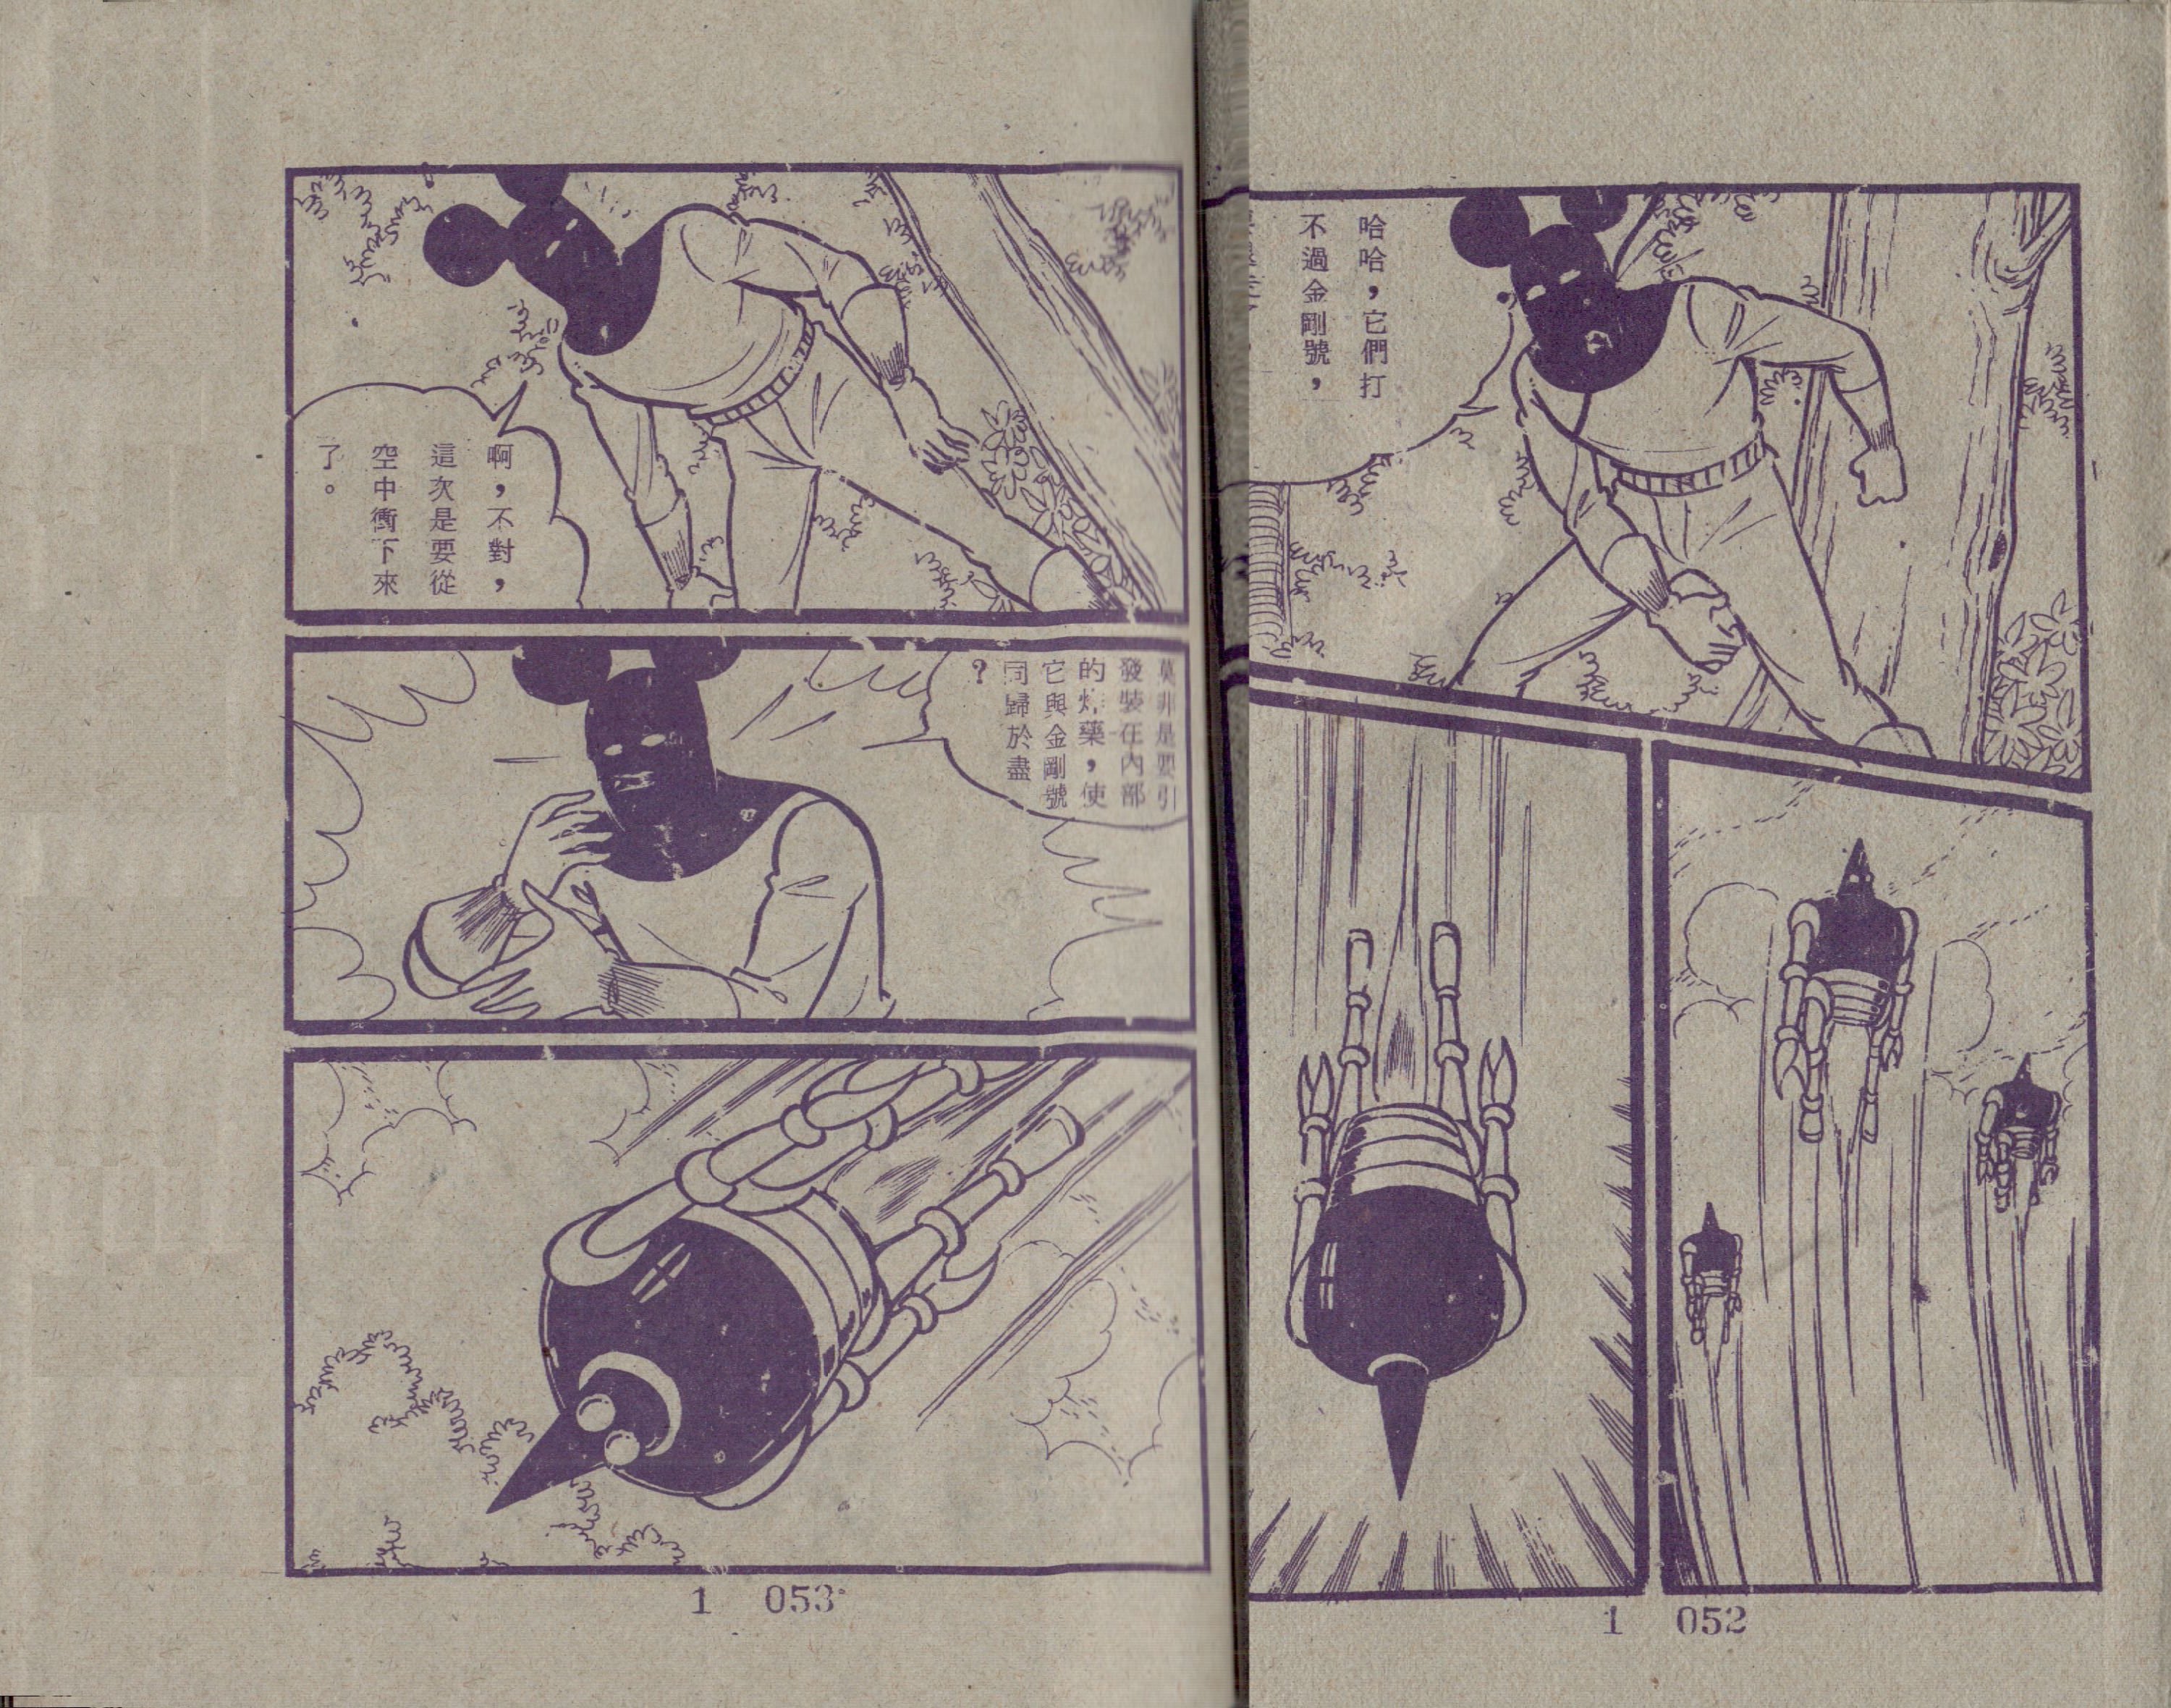 哈哈，它們打
不過金剛號，
1 052
啊，不對，
這次是要從
空中衝下來
了。
莫非是要引
發裝在內部
的炸藥，使
它與金剛號
同歸於盡
？
1 053